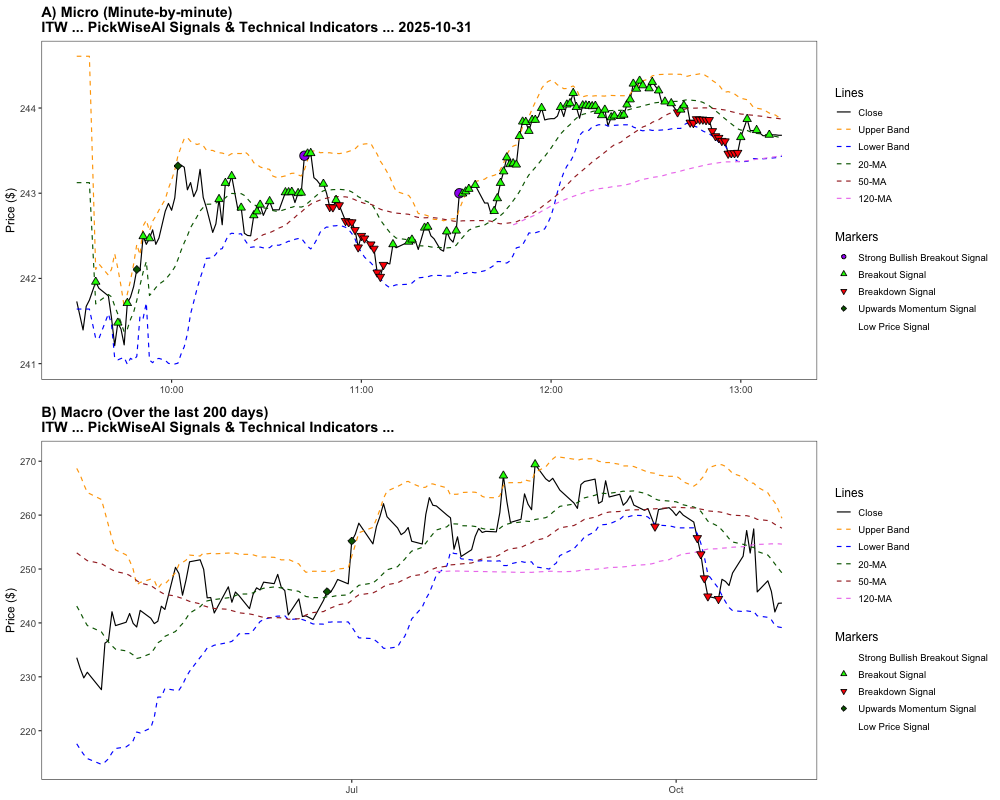 A) Micro (Minute-by-minute)
ITW ... PickWiseAI Signals & Technical Indicators ... 2025-10-31
Price ($)
244
243
242
241
10:00
11:00
12:00
13:00
Lines
Close
Upper Band
Lower Band
20-MA
50-MA
120-MA
Markers
Strong Bullish Breakout Signal
Breakout Signal
Breakdown Signal
Upwards Momentum Signal
Low Price Signal
B) Macro (Over the last 200 days)
ITW ... PickWiseAI Signals & Technical Indicators ...
Price ($)
270
260
250
240
230
220
Jul
Oct
Lines
Close
Upper Band
Lower Band
20-MA
50-MA
120-MA
Markers
Strong Bullish Breakout Signal
Breakout Signal
Breakdown Signal
Upwards Momentum Signal
Low Price Signal